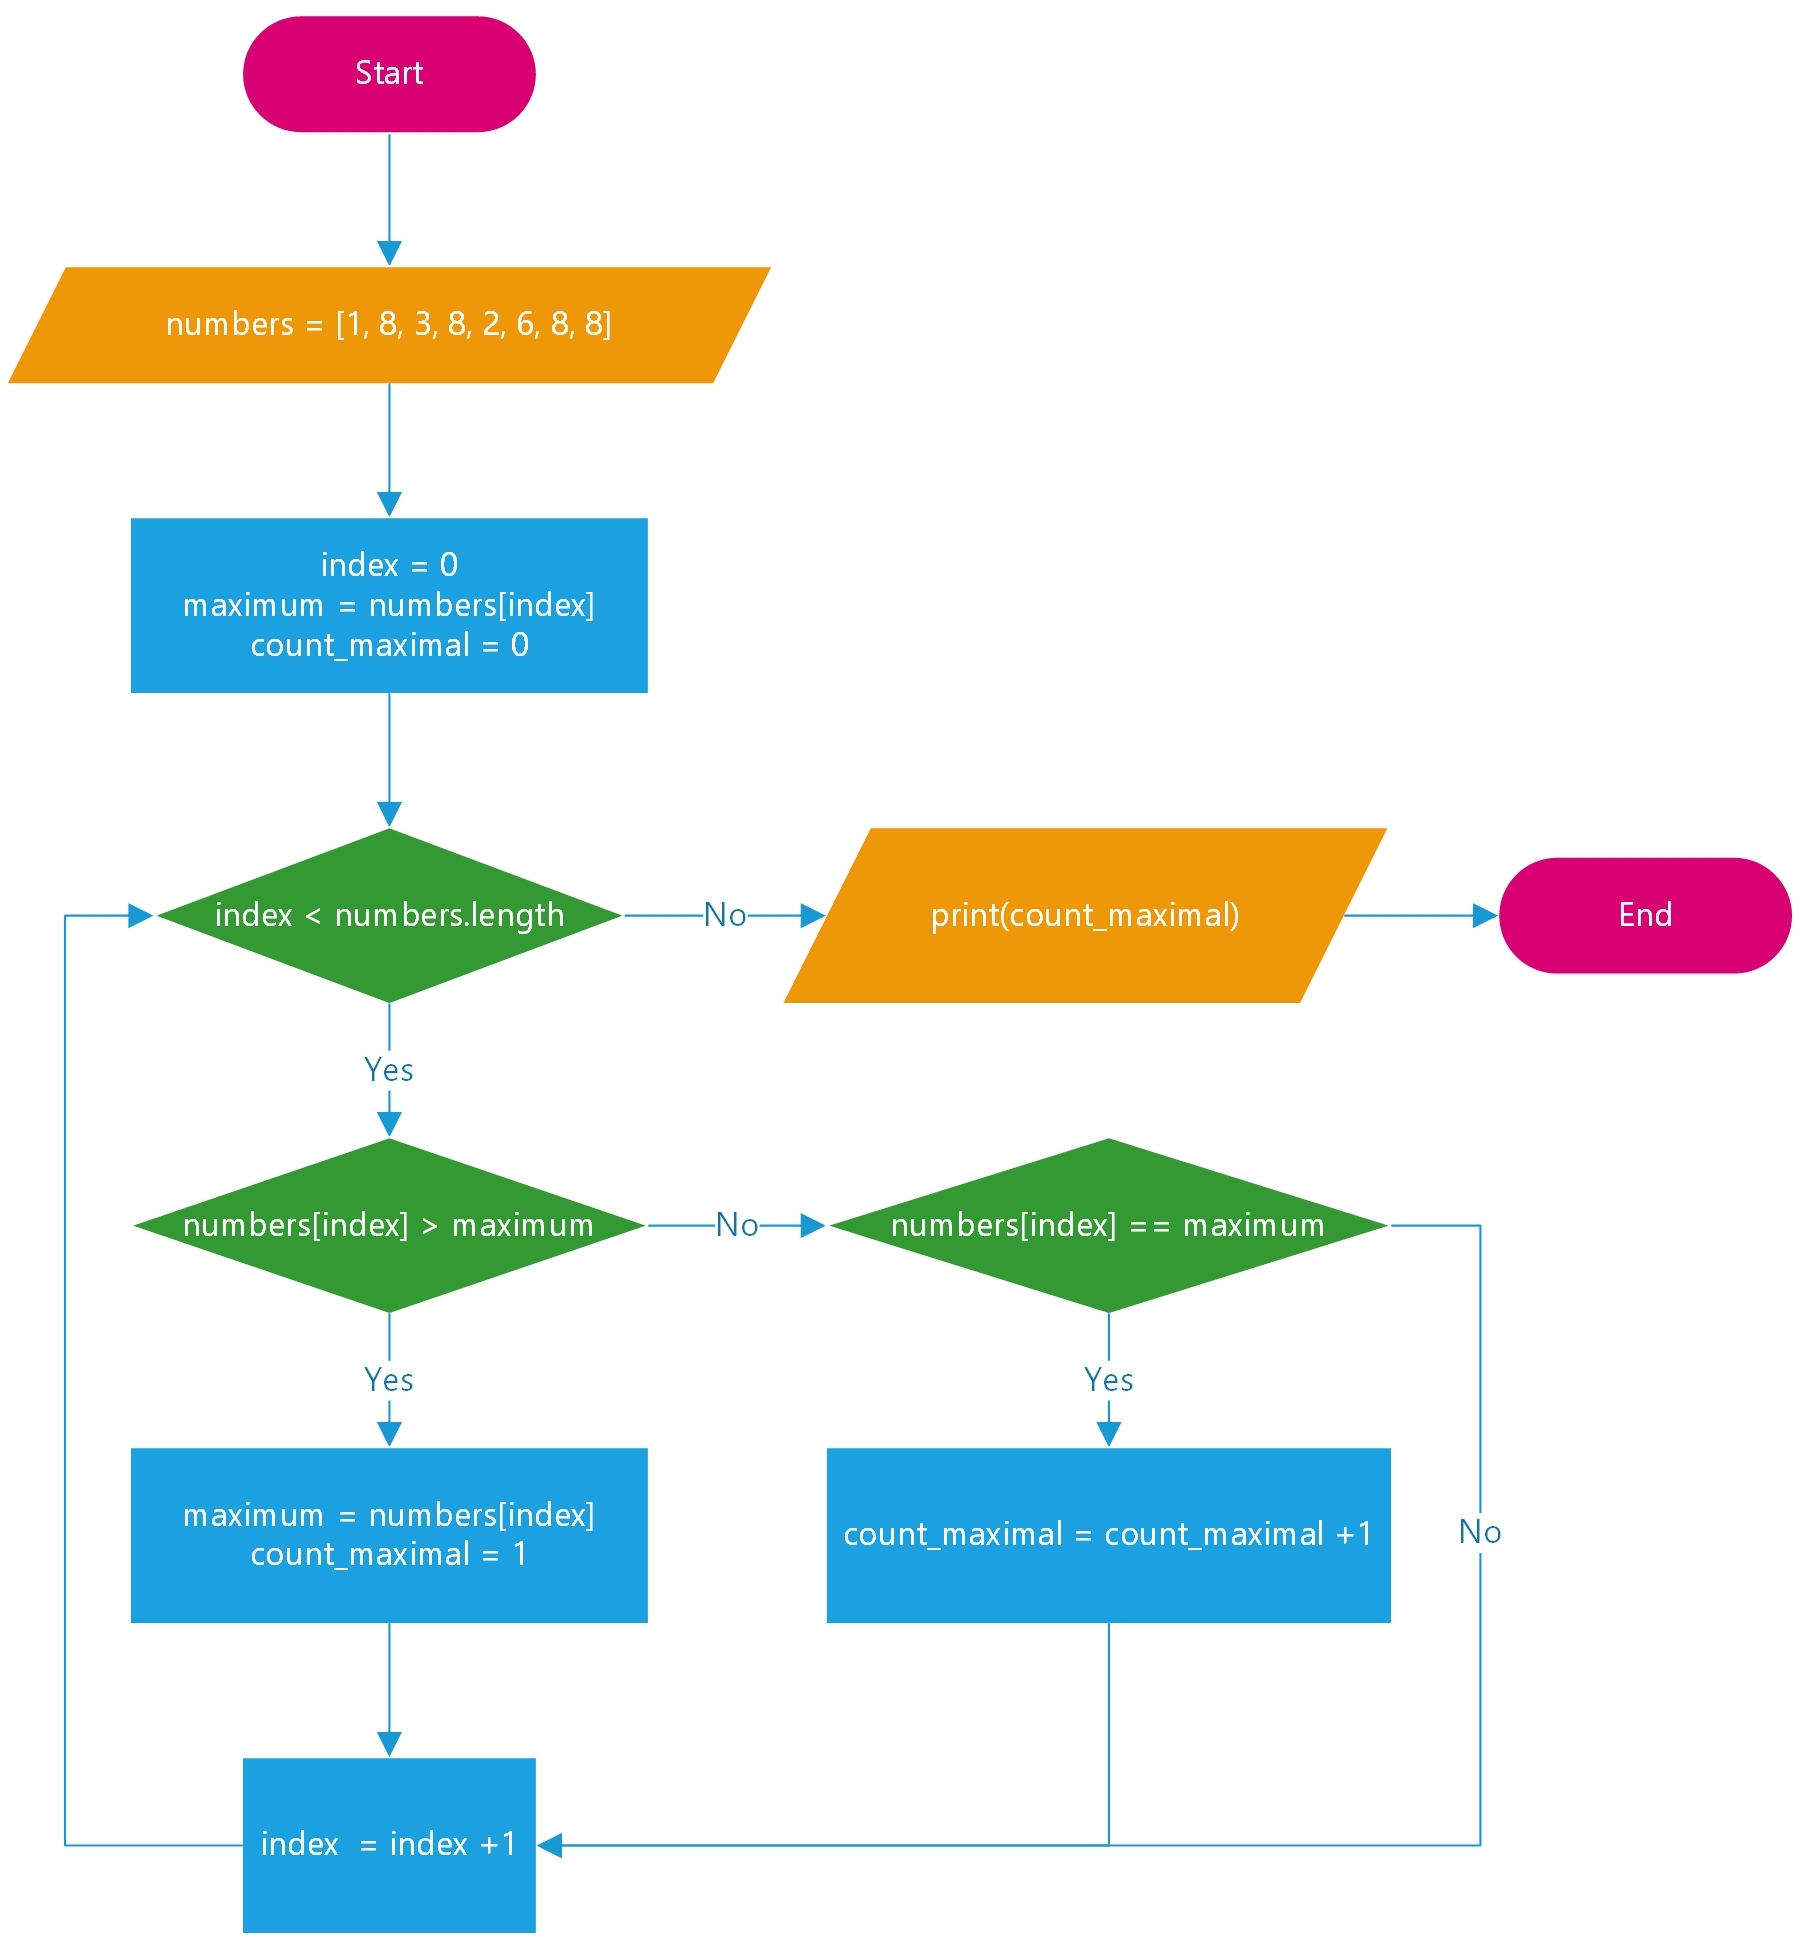 Start
numbers = [1, 8, 3, 8, 2, 6, 8, 8]
index = 0
maximum = numbers[index]
count_maximal = 0
index < numbers.length
No
print(count_maximal)
End
Yes
numbers[index] > maximum
No
numbers[index] == maximum
Yes
Yes
maximum = numbers[index]
count_maximal = 1
count_maximal = count_maximal +1
No
index  = index +1